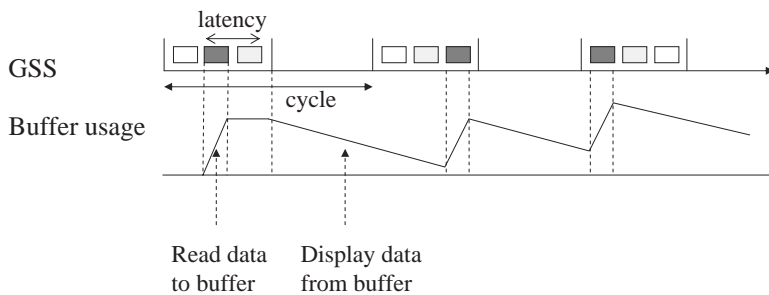 latency
GSS
cycle
Buffer usage
Read data
to buffer
Display data
from buffer